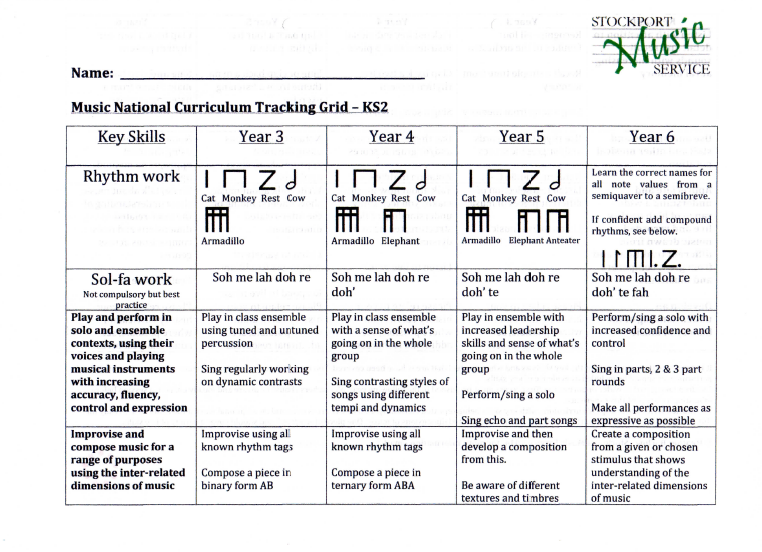 STOCKPORT
Music
SERVICE
Name:
Music National Curriculum Tracking Grid – KS2
Key Skills
Year 3
Year 4
Year 5
Year 6
Rhythm work
Cat Monkey Rest Cow
Armadillo
Cat Monkey Rest Cow
Armadillo Elephant
Cat Monkey Rest Cow
Armadillo Elephant Anteater
Learn the correct names for
all note values from a
semiquaver to a semibreve.
If confident add compound
rhythms, see below.
Sol-fa work
Not compulsory but best
practice
Soh me lah doh re
Soh me lah doh re
doh’
Soh me lah doh re
doh’ te
Soh me lah doh re
doh’ te fah
Play and perform in
solo and ensemble
contexts, using their
voices and playing
musical instruments
with increasing
accuracy, fluency,
control and expression
Play in class ensemble
using tuned and untuned
percussion
Sing regularly working
on dynamic contrasts
Play in class ensemble
with a sense of what’s
going on in the whole
group
Sing contrasting styles of
songs using different
tempi and dynamics
Play in ensemble with
increased leadership
skills and sense of what’s
going on in the whole
group
Perform/sing a solo
Sing echo and part songs
Perform/sing a solo with
increased confidence and
control
Sing in parts, 2 & 3 part
rounds
Make all performances as
expressive as possible
Improvise and
compose music for a
range of purposes
using the inter-related
dimensions of music
Improvise using all
known rhythm tags
Compose a piece in
binary form AB
Improvise using all
known rhythm tags
Compose a piece in
ternary form ABA
Improvise and then
develop a composition
from this.
Be aware of different
textures and timbres
Create a composition
from a given or chosen
stimulus that shows
understanding of the
inter-related dimensions
of music